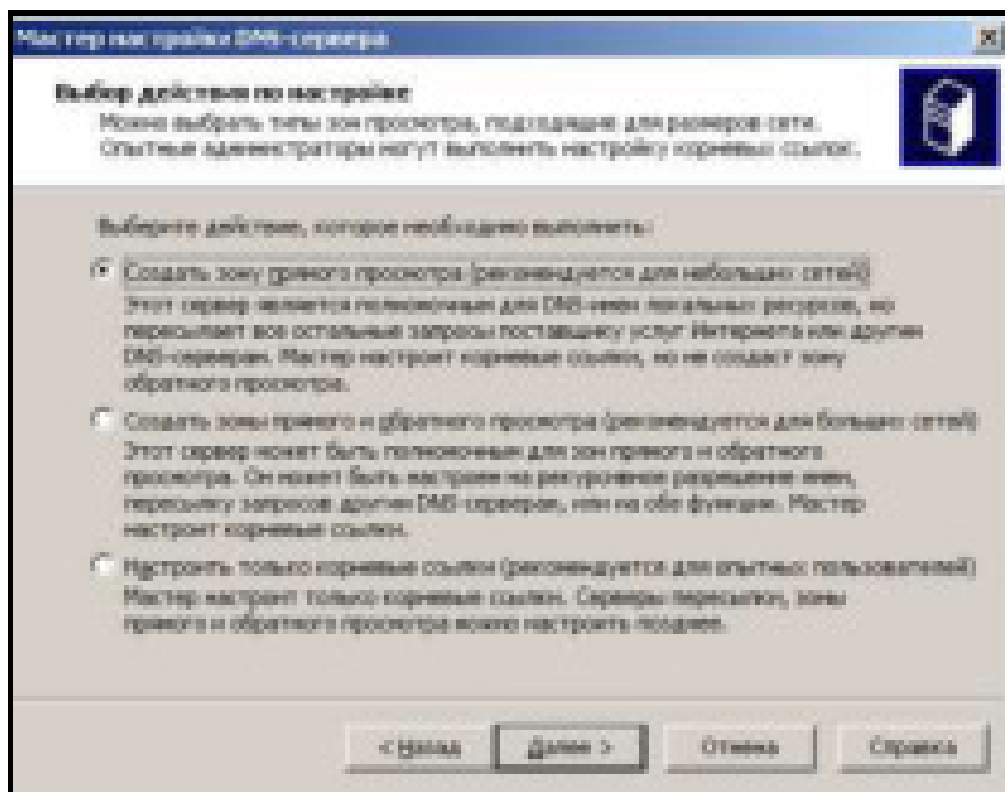 Мастер настройки DNS-сервера
Выбор действия по настройке
Можно выбрать типы зон просмотра, подходящие для размеров сети.
Опытные администраторы могут выполнить настройку корневых ссылок.
Выберите действие, которое необходимо выполнить:
Создать зону прямого просмотра (рекомендуется для небольших сетей)
Этот сервер является полномочным для DNS-имен локальных ресурсов, но
пересылает все остальные запросы поставщику услуг Интернета или другим
DNS-серверам. Мастер настроит корневые ссылки, но не создаст зону
обратного просмотра.
Создать зоны прямого и обратного просмотра (рекомендуется для больших сетей)
Этот сервер может быть полномочным для зон прямого и обратного
просмотра. Он может быть настроен на рекурсивное разрешение имен,
пересылку запросов другим DNS-серверам, или на обе функции. Мастер
настроит корневые ссылки.
Настроить только корневые ссылки (рекомендуется для опытных пользователей)
Мастер настроит только корневые ссылки. Серверы пересылки, зоны
прямого и обратного просмотра можно настроить позднее.
< Назад
Далее >
Отмена
Справка